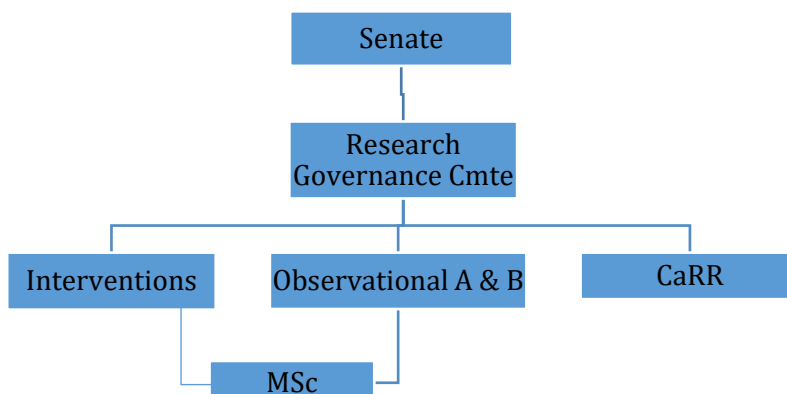 Senate
Research
Governance Cmte
Interventions
Observational A & B
CaRR
MSc